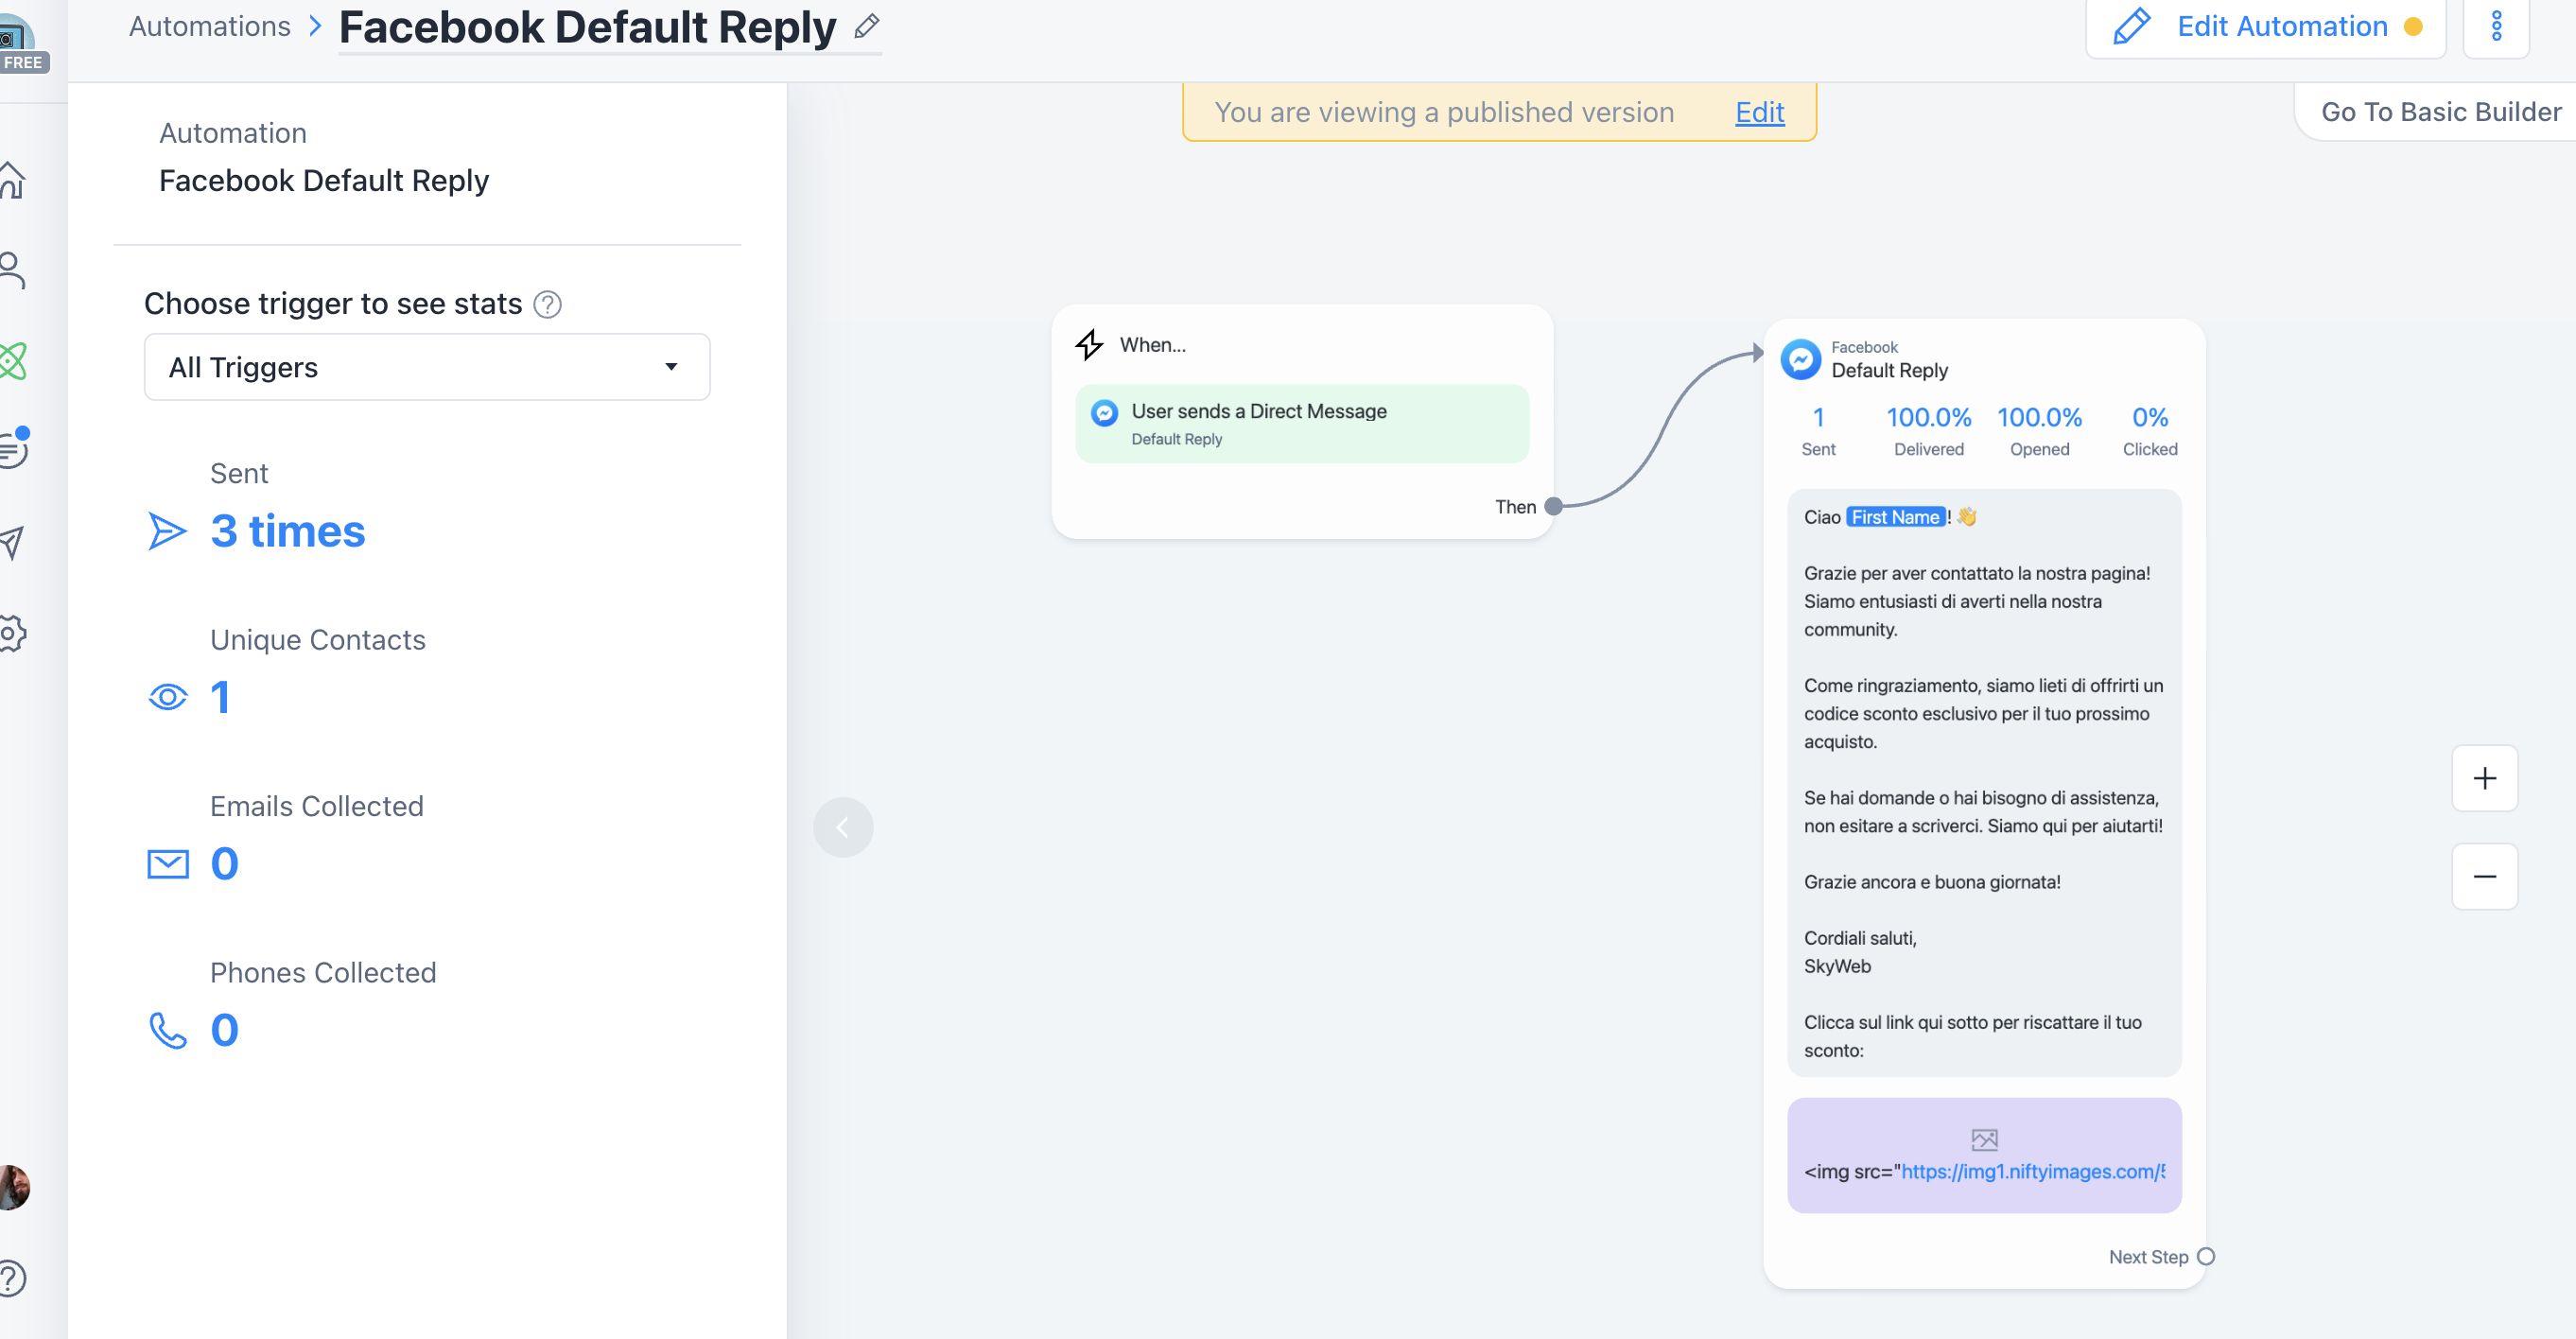 FREE
Automations
Facebook Default Reply
Edit Automation
Automation
Facebook Default Reply
Choose trigger to see stats ?
All Triggers
Sent
3 times
Unique Contacts
1
Emails Collected
0
Phones Collected
0
You are viewing a published version Edit
Go To Basic Builder
When...
User sends a Direct Message
Default Reply
Then
Facebook
Default Reply
1 100.0% 100.0% 0%
Sent Delivered Opened Clicked
Ciao First Name! 👋
Grazie per aver contattato la nostra pagina!
Siamo entusiasti di averti nella nostra
community.
Come ringraziamento, siamo lieti di offrirti un
codice sconto esclusivo per il tuo prossimo
acquisto.
Se hai domande o hai bisogno di assistenza,
non esitare a scriverci. Siamo qui per aiutarti!
Grazie ancora e buona giornata!
Cordiali saluti,
SkyWeb
Clicca sul link qui sotto per riscattare il tuo
sconto:
<img src="https://img1.niftyimages.com/
Next Step